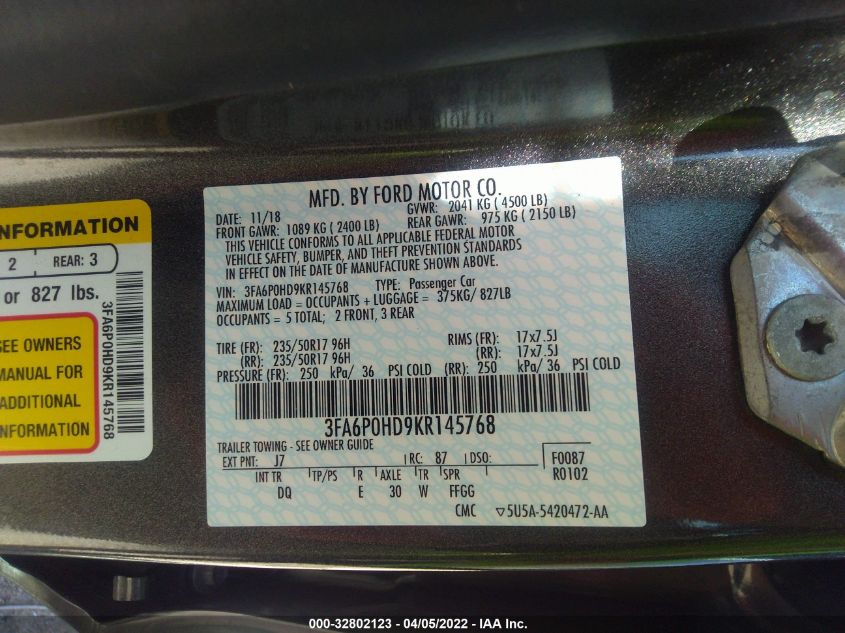 MFD. BY FORD MOTOR CO.
DATE: 11/18 GVWR: 2041 KG ( 4500 LB)
FRONT GAWR: 1089 KG ( 2400 LB) REAR GAWR: 975 KG ( 2150 LB)
THIS VEHICLE CONFORMS TO ALL APPLICABLE FEDERAL MOTOR
VEHICLE SAFETY, BUMPER, AND THEFT PREVENTION STANDARDS
IN EFFECT ON THE DATE OF MANUFACTURE SHOWN ABOVE.
VIN: 3FA6P0HD9KR145768 TYPE: Passenger Car
MAXIMUM LOAD = OCCUPANTS + LUGGAGE = 375KG/ 827LB
OCCUPANTS = 5 TOTAL; 2 FRONT, 3 REAR
TIRE (FR): 235/50R17 96H RIMS (FR): 17x7.5J
(RR): 235/50R17 96H (RR): 17x7.5J
PRESSURE (FR): 250 kPa/ 36 PSI COLD (RR): 250 kPa/ 36 PSI COLD
3FA6P0HD9KR145768
TRAILER TOWING - SEE OWNER GUIDE
EXT PNT: J7 RC: 87 DSO: F0087
INT TR TP/PS R AXLE TR SPR R0102
DQ E 30 W FFGG
CMC ▽5U5A-5420472-AA
INFORMATION
2 REAR: 3
or 827 lbs.
SEE OWNERS
MANUAL FOR
ADDITIONAL
INFORMATION
3FA6P0HD9KR145768
000-32802123 - 04/05/2022 - IAA Inc.